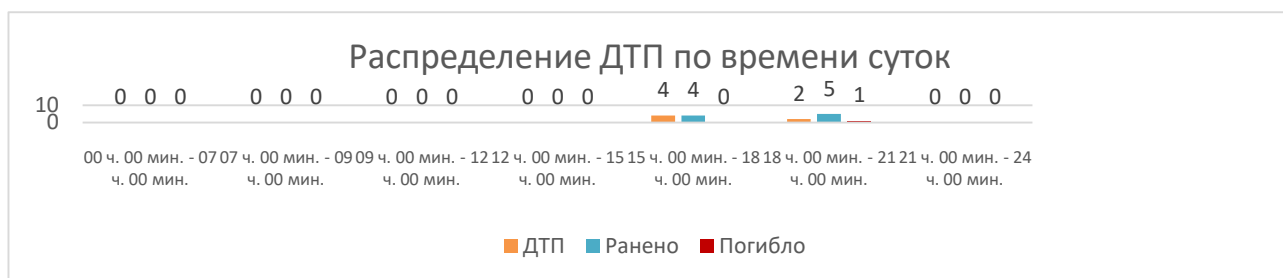 Распределение ДТП по времени суток
0 0 0 0 0 0 0 0 0 0 0 0 4 4 0 2 5 1 0 0 0
10
0
00 ч. 00 мин. - 07 07 ч. 00 мин. - 09 09 ч. 00 мин. - 12 12 ч. 00 мин. - 15 15 ч. 00 мин. - 18 18 ч. 00 мин. - 21 21 ч. 00 мин. - 24
ч. 00 мин. ч. 00 мин. ч. 00 мин. ч. 00 мин. ч. 00 мин. ч. 00 мин. ч. 00 мин.
ДТП Ранено Погибло